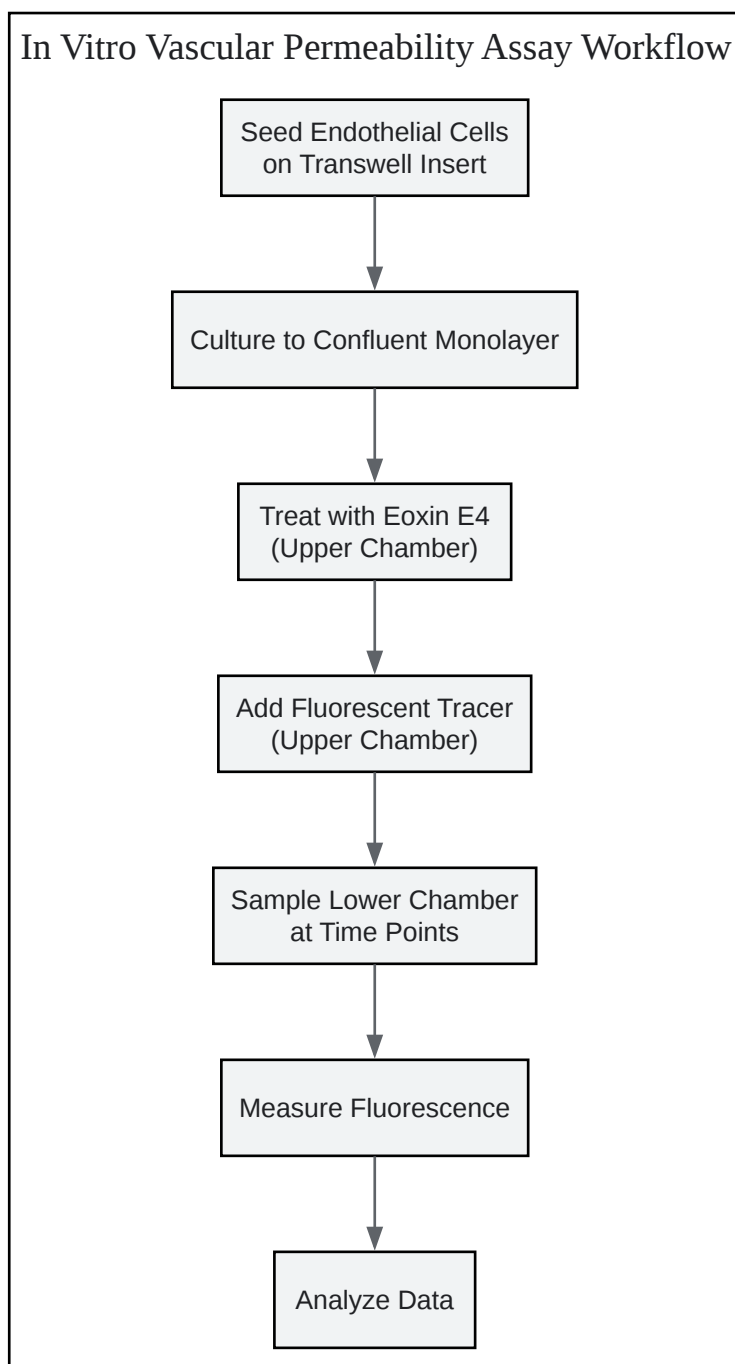 In Vitro Vascular Permeability Assay Workflow
Seed Endothelial Cells
on Transwell Insert
Culture to Confluent Monolayer
Treat with Eoxin E4
(Upper Chamber)
Add Fluorescent Tracer
(Upper Chamber)
Sample Lower Chamber
at Time Points
Measure Fluorescence
Analyze Data